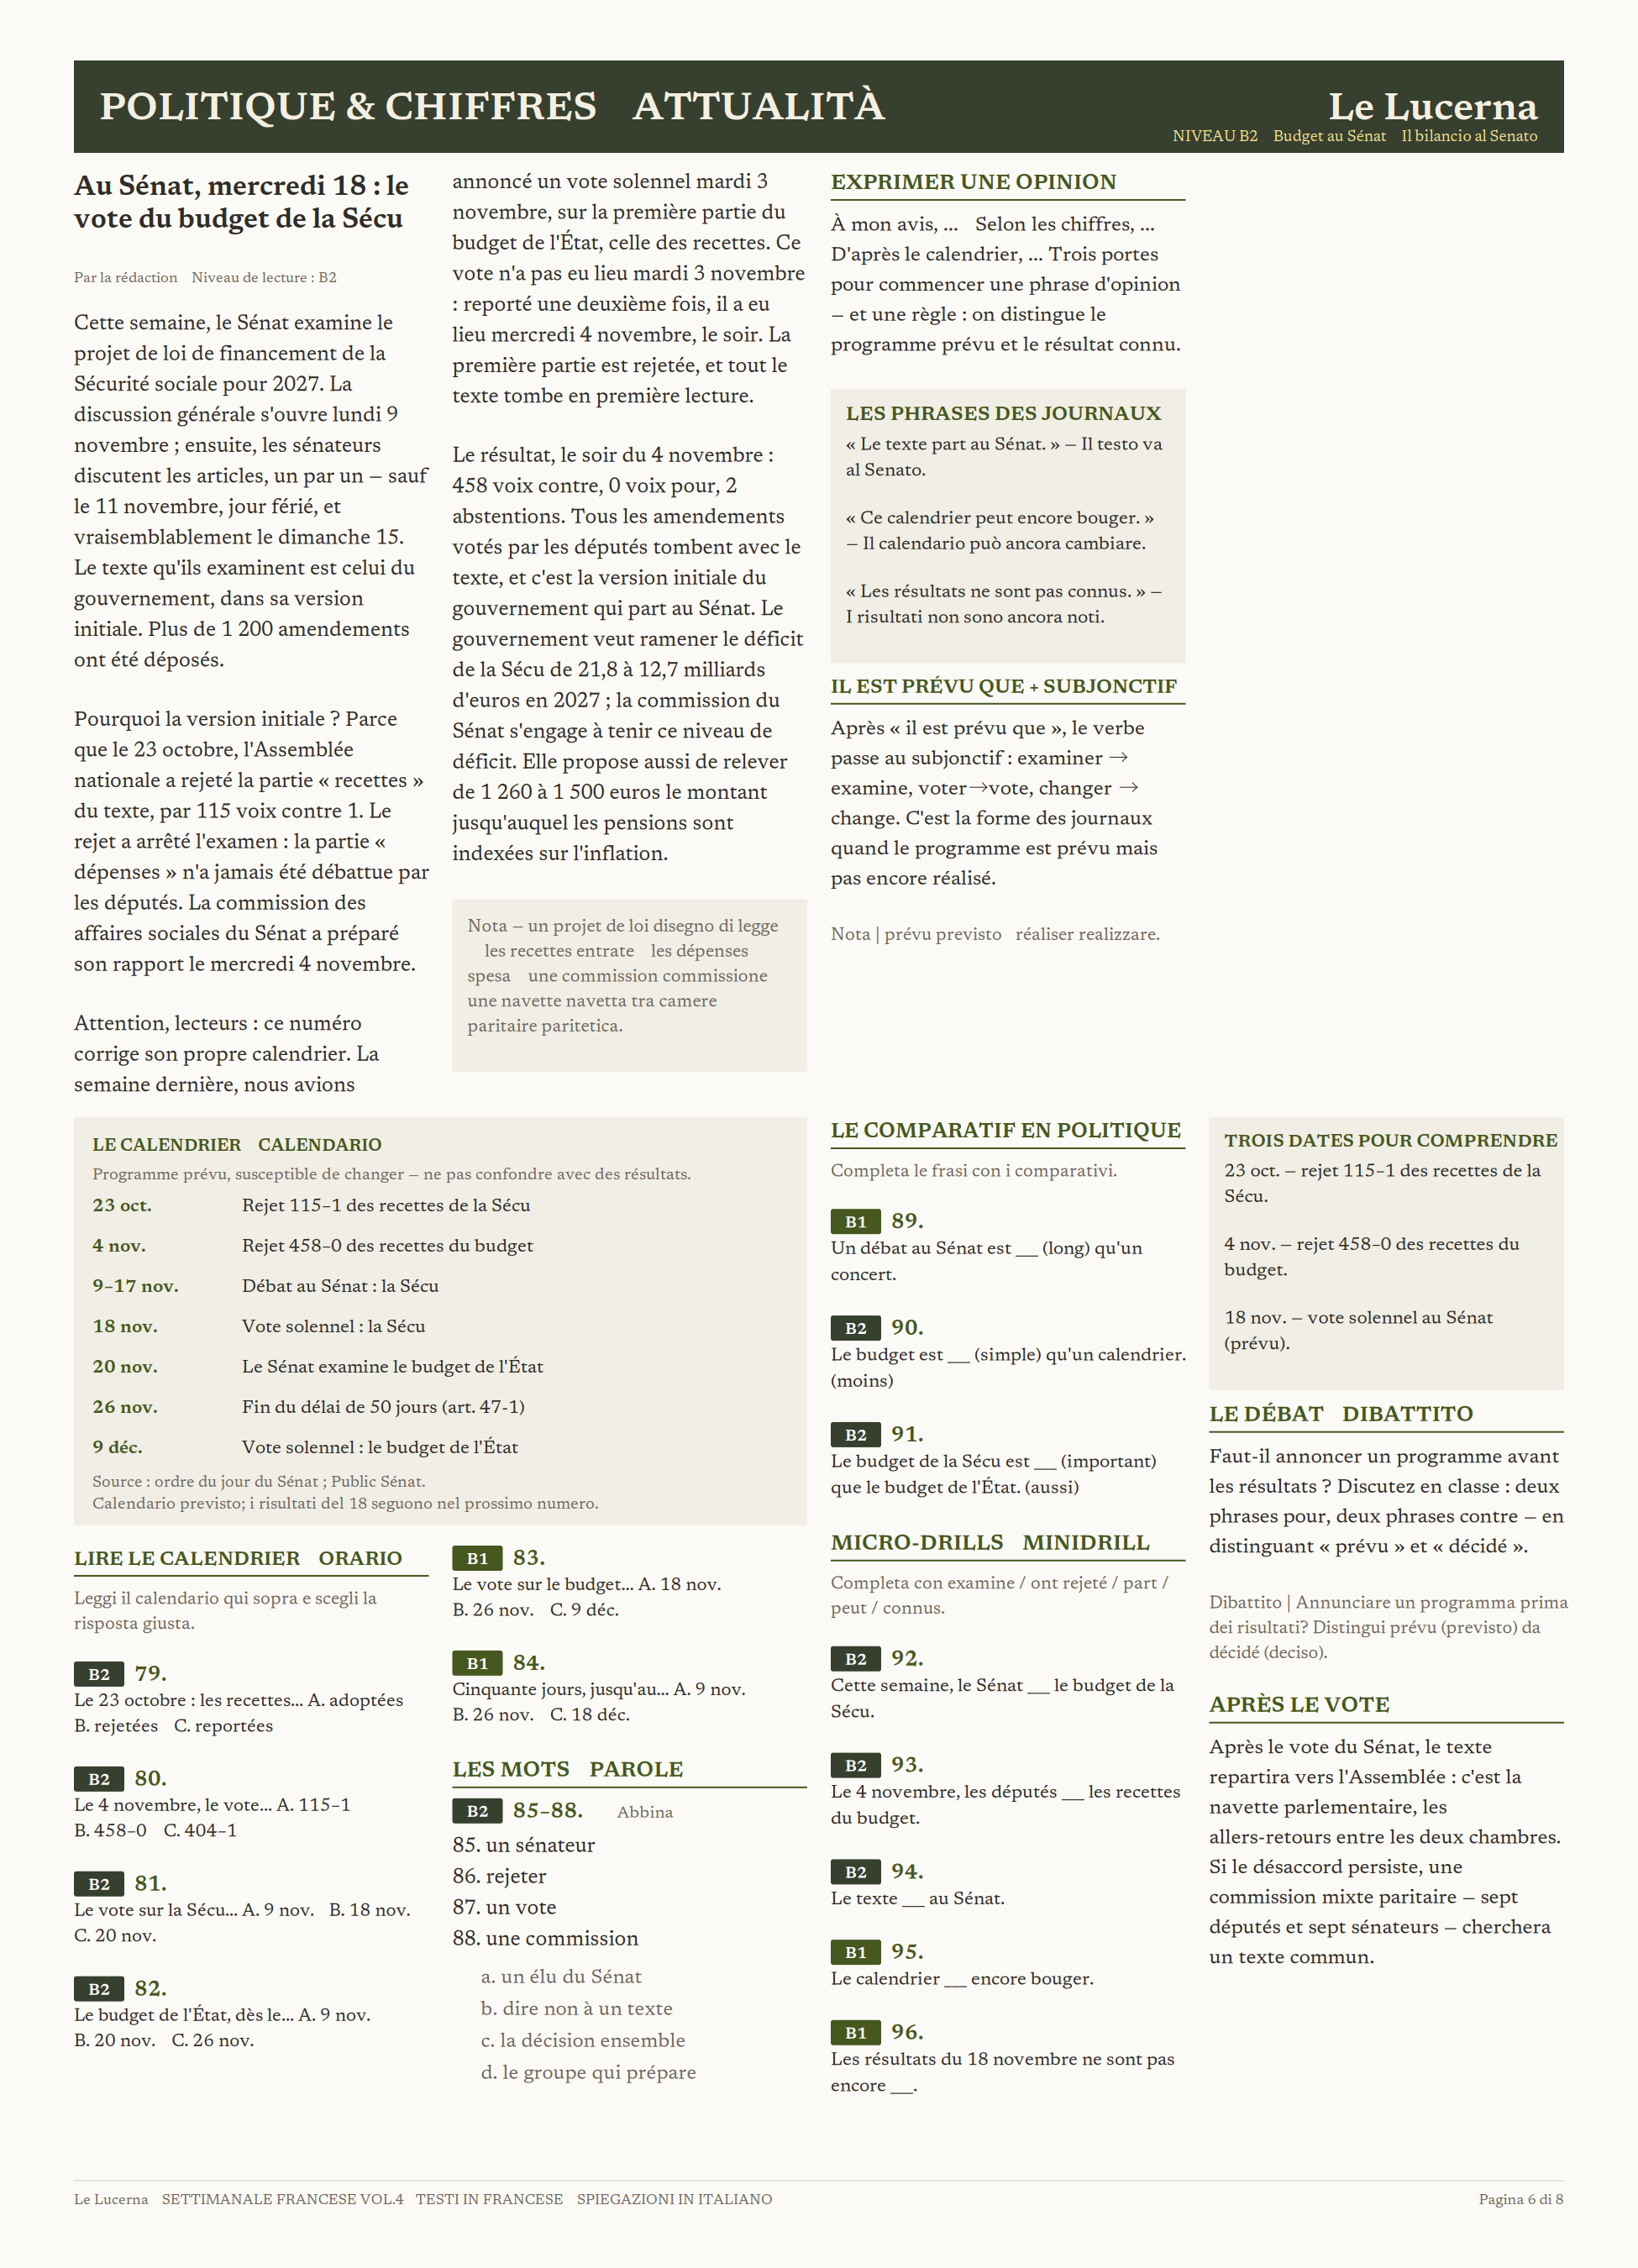 POLITIQUE & CHIFFRES ATTUALITÀ
Le Lucerna
NIVEAU B2 Budget au Sénat Il bilancio al Senato
Au Sénat, mercredi 18 : le
vote du budget de la Sécu
Par la rédaction Niveau de lecture : B2
Cette semaine, le Sénat examine le
projet de loi de financement de la
Sécurité sociale pour 2027. La
discussion générale s'ouvre lundi 9
novembre ; ensuite, les sénateurs
discutent les articles, un par un – sauf
le 11 novembre, jour férié, et
vraisemblablement le dimanche 15.
Le texte qu'ils examinent est celui du
gouvernement, dans sa version
initiale. Plus de 1 200 amendements
ont été déposés.
Pourquoi la version initiale ? Parce
que le 23 octobre, l'Assemblée
nationale a rejeté la partie « recettes »
du texte, par 115 voix contre 1. Le
rejet a arrêté l'examen : la partie «
dépenses » n'a jamais été débattue par
les députés. La commission des
affaires sociales du Sénat a préparé
son rapport le mercredi 4 novembre.
Attention, lecteurs : ce numéro
corrige son propre calendrier. La
semaine dernière, nous avions
annoncé un vote solennel mardi 3
novembre, sur la première partie du
budget de l'État, celle des recettes. Ce
vote n'a pas eu lieu mardi 3 novembre
: reporté une deuxième fois, il a eu
lieu mercredi 4 novembre, le soir. La
première partie est rejetée, et tout le
texte tombe en première lecture.
Le résultat, le soir du 4 novembre :
458 voix contre, 0 voix pour, 2
abstentions. Tous les amendements
votés par les députés tombent avec le
texte, et c'est la version initiale du
gouvernement qui part au Sénat. Le
gouvernement veut ramener le déficit
de la Sécu de 21,8 à 12,7 milliards
d'euros en 2027 ; la commission du
Sénat s'engage à tenir ce niveau de
déficit. Elle propose aussi de relever
de 1 260 à 1 500 euros le montant
jusqu'auquel les pensions sont
indexées sur l'inflation.
Nota – un projet de loi disegno di legge
les recettes entrate les dépenses
spesa une commission commissione
une navette navetta tra camere
paritaire paritetica.
EXPRIMER UNE OPINION
À mon avis, ... Selon les chiffres, ...
D'après le calendrier, ... Trois portes
pour commencer une phrase d'opinion
– et une règle : on distingue le
programme prévu et le résultat connu.
LES PHRASES DES JOURNAUX
« Le texte part au Sénat. » – Il testo va
al Senato.
« Ce calendrier peut encore bouger. »
– Il calendario può ancora cambiare.
« Les résultats ne sont pas connus. » –
I risultati non sono ancora noti.
IL EST PRÉVU QUE + SUBJONCTIF
Après « il est prévu que », le verbe
passe au subjonctif : examiner →
examine, voter→vote, changer →
change. C'est la forme des journaux
quand le programme est prévu mais
pas encore réalisé.
Nota | prévu previsto réaliser realizzare.
LE CALENDRIER CALENDARIO
Programme prévu, susceptible de changer – ne pas confondre avec des résultats.
23 oct. Rejet 115–1 des recettes de la Sécu
4 nov. Rejet 458–0 des recettes du budget
9–17 nov. Débat au Sénat : la Sécu
18 nov. Vote solennel : la Sécu
20 nov. Le Sénat examine le budget de l'État
26 nov. Fin du délai de 50 jours (art. 47-1)
9 déc. Vote solennel : le budget de l'État
Source : ordre du jour du Sénat ; Public Sénat.
Calendario previsto; i risultati del 18 seguono nel prossimo numero.
LIRE LE CALENDRIER ORARIO
Leggi il calendario qui sopra e scegli la
risposta giusta.
B2 79.
Le 23 octobre : les recettes... A. adoptées
B. rejetées C. reportées
B2 80.
Le 4 novembre, le vote... A. 115–1
B. 458–0 C. 404–1
B2 81.
Le vote sur la Sécu... A. 9 nov. B. 18 nov.
C. 20 nov.
B2 82.
Le budget de l'État, dès le... A. 9 nov.
B. 20 nov. C. 26 nov.
B1 83.
Le vote sur le budget... A. 18 nov.
B. 26 nov. C. 9 déc.
B1 84.
Cinquante jours, jusqu'au... A. 9 nov.
B. 26 nov. C. 18 déc.
LES MOTS PAROLE
B2 85–88. Abbina
85. un sénateur
86. rejeter
87. un vote
88. une commission
a. un élu du Sénat
b. dire non à un texte
c. la décision ensemble
d. le groupe qui prépare
LE COMPARATIF EN POLITIQUE
Completa le frasi con i comparativi.
B1 89.
Un débat au Sénat est ___ (long) qu'un
concert.
B2 90.
Le budget est ___ (simple) qu'un calendrier.
(moins)
B2 91.
Le budget de la Sécu est ___ (important)
que le budget de l'État. (aussi)
MICRO-DRILLS MINIDRILL
Completa con examine / ont rejeté / part /
peut / connus.
B2 92.
Cette semaine, le Sénat ___ le budget de la
Sécu.
B2 93.
Le 4 novembre, les députés ___ les recettes
du budget.
B2 94.
Le texte ___ au Sénat.
B1 95.
Le calendrier ___ encore bouger.
B1 96.
Les résultats du 18 novembre ne sont pas
encore ___.
TROIS DATES POUR COMPRENDRE
23 oct. – rejet 115–1 des recettes de la
Sécu.
4 nov. – rejet 458–0 des recettes du
budget.
18 nov. – vote solennel au Sénat
(prévu).
LE DÉBAT DIBATTITO
Faut-il annoncer un programme avant
les résultats ? Discutez en classe : deux
phrases pour, deux phrases contre – en
distinguant « prévu » et « décidé ».
Dibattito | Annunciare un programma prima
dei risultati? Distingui prévu (previsto) da
décidé (deciso).
APRÈS LE VOTE
Après le vote du Sénat, le texte
repartira vers l'Assemblée : c'est la
navette parlementaire, les
allers-retours entre les deux chambres.
Si le désaccord persiste, une
commission mixte paritaire – sept
députés et sept sénateurs – cherchera
un texte commun.
Le Lucerna SETTIMANALE FRANCESE VOL.4 TESTI IN FRANCESE SPIEGAZIONI IN ITALIANO
Pagina 6 di 8